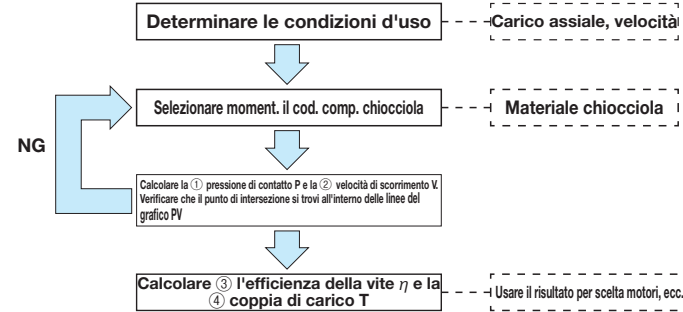 Determinare le condizioni d'uso
Carico assiale, velocità
Selezionare moment. il cod. comp. chiocciola
Materiale chiocciola
NG
Calcolare la ① pressione di contatto P e la ② velocità di scorrimento V.
Verificare che il punto di intersezione si trovi all'interno delle linee del
grafico PV
Calcolare ③ l'efficienza della vite η e la
④ coppia di carico T
Usare il risultato per scelta motori, ecc.